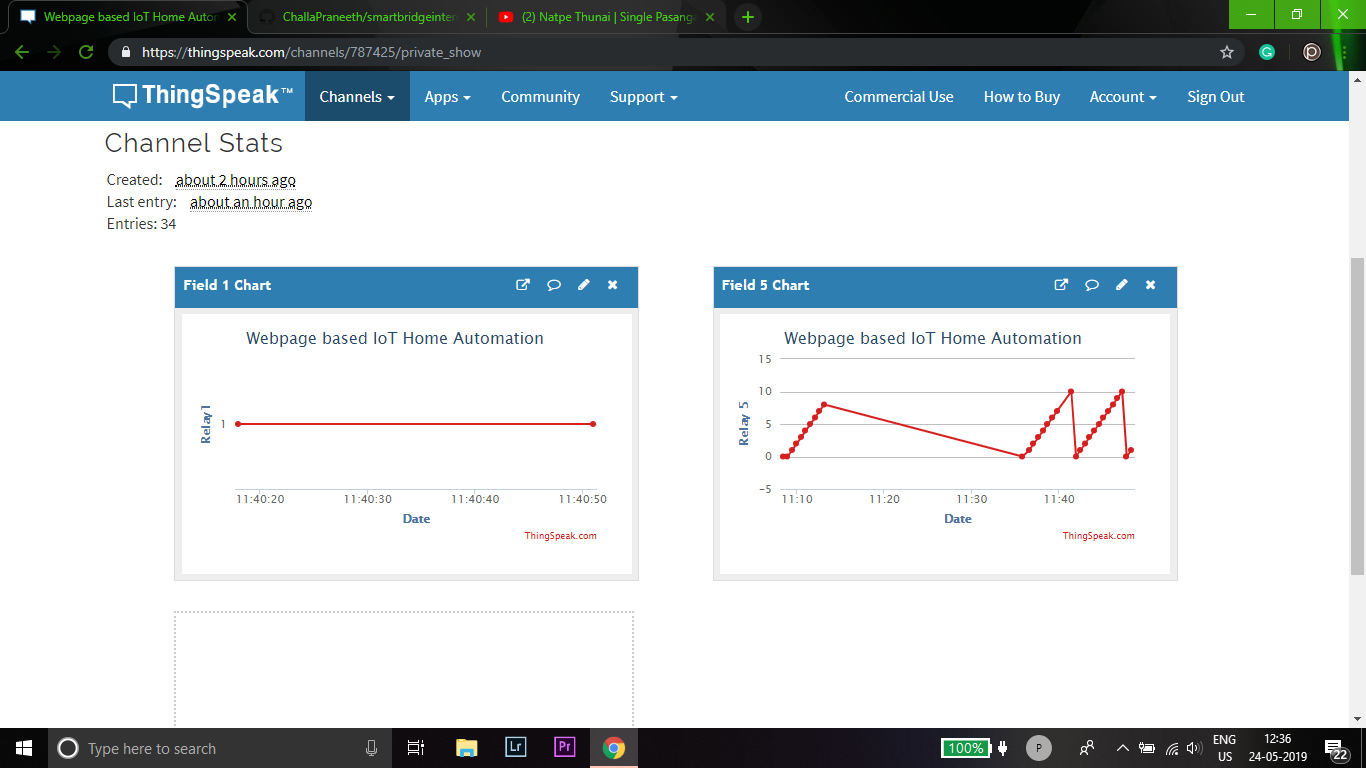 Webpage based IoT Home Autom
ChallaPraneeth/smartbridgeinter
(2) Natpe Thunai | Single Pasanga
https://thingspeak.com/channels/787425/private_show
ThingSpeak™
Channels
Apps
Community
Support
Commercial Use
How to Buy
Account
Sign Out
Channel Stats
Created: about 2 hours ago
Last entry: about an hour ago
Entries: 34
Field 1 Chart
Webpage based IoT Home Automation
Relay1
1
11:40:20 11:40:30 11:40:40 11:40:50
Date
ThingSpeak.com
Field 5 Chart
Webpage based IoT Home Automation
Relay 5
15
10
5
0
-5
11:10 11:20 11:30 11:40
Date
ThingSpeak.com
Type here to search
Lr
Pr
100%
P
ENG
US
12:36
24-05-2019
22